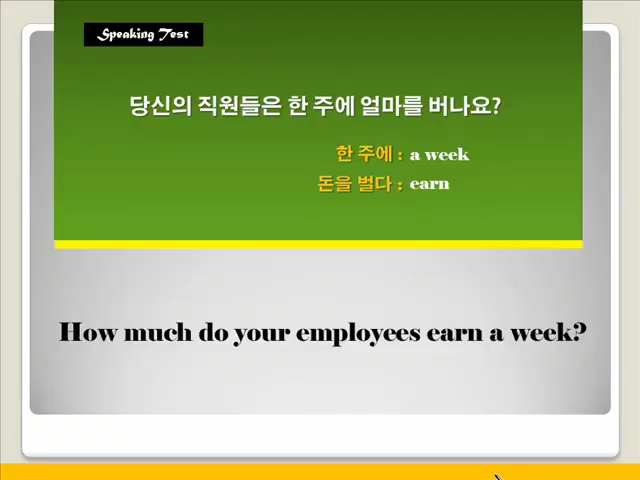 Speaking Test
당신의 직원들은 한 주에 얼마를 버나요?
한 주에 : a week
돈을 벌다 : earn
How much do your employees earn a week?